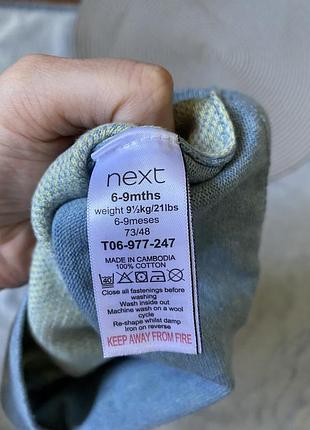 next
6-9mths
weight 9½kg/21lbs
6-9meses
73/48
T06-977-247
MADE IN CAMBODIA
100% COTTON
40
Close all fastenings before
washing
Wash inside out
Machine wash on a wool
cycle
Re-shape whilst damp
Iron on reverse
KEEP AWAY FROM FIRE